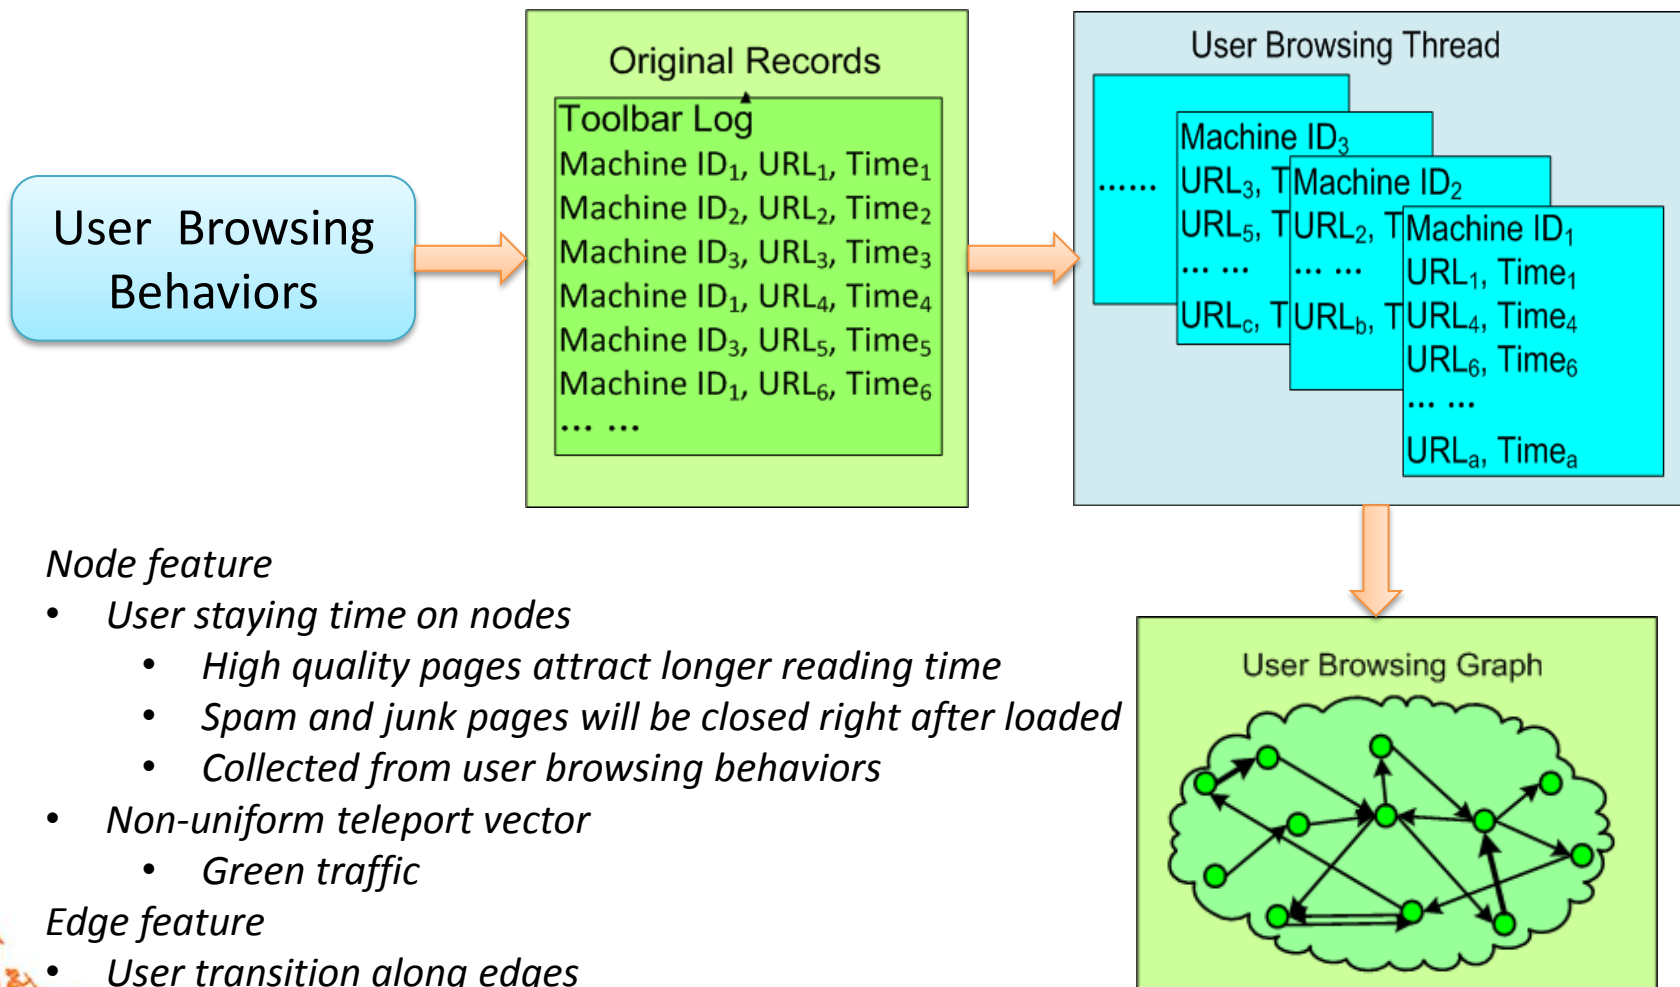 User Browsing
Behaviors
Original Records
Toolbar Log
Machine ID₁, URL₁, Time₁
Machine ID₂, URL₂, Time₂
Machine ID₃, URL₃, Time₃
Machine ID₁, URL₄, Time₄
Machine ID₃, URL₅, Time₅
Machine ID₁, URL₆, Time₆
... ...
User Browsing Thread
......
Machine ID₃
URL₃, T
URL₅, T
... ...
URL꜀, T
Machine ID₂
URL₂, T
... ...
URL_b, T
Machine ID₁
URL₁, Time₁
URL₄, Time₄
URL₆, Time₆
... ...
URLₐ, Timeₐ
Node feature
• User staying time on nodes
• High quality pages attract longer reading time
• Spam and junk pages will be closed right after loaded
• Collected from user browsing behaviors
• Non-uniform teleport vector
• Green traffic
Edge feature
• User transition along edges
User Browsing Graph